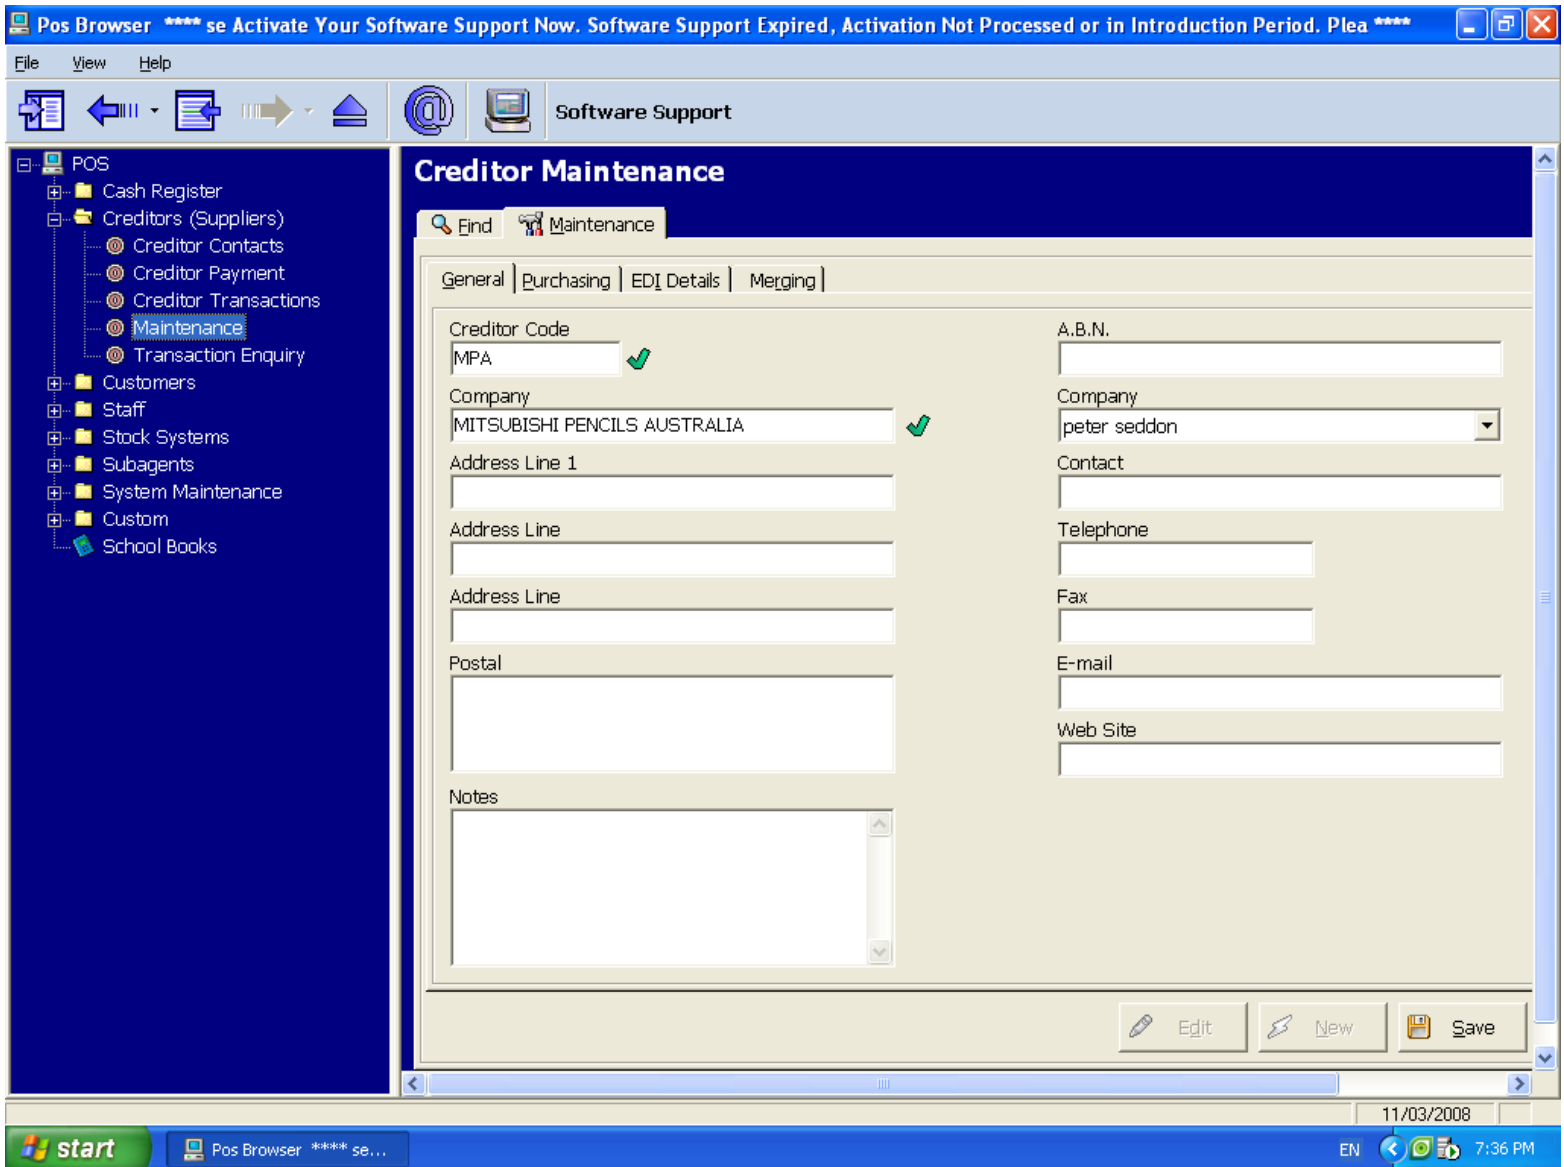 Pos Browser **** se Activate Your Software Support Now. Software Support Expired, Activation Not Processed or in Introduction Period. Plea ****
File View Help
Software Support
POS
Cash Register
Creditors (Suppliers)
Creditor Contacts
Creditor Payment
Creditor Transactions
Maintenance
Transaction Enquiry
Customers
Staff
Stock Systems
Subagents
System Maintenance
Custom
School Books
Creditor Maintenance
Find Maintenance
General Purchasing EDI Details Merging
Creditor Code
MPA
Company
MITSUBISHI PENCILS AUSTRALIA
Address Line 1
Address Line
Address Line
Postal
Notes
A.B.N.
Company
peter seddon
Contact
Telephone
Fax
E-mail
Web Site
Edit New Save
11/03/2008
start Pos Browser **** se... EN 7:36 PM